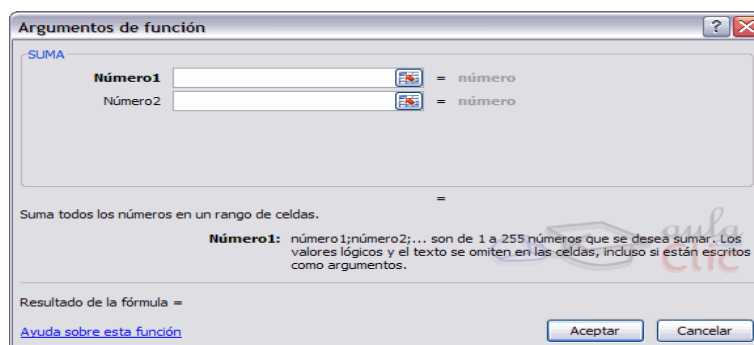 Argumentos de función
SUMA
Número1 = número
Número2 = número
=
Suma todos los números en un rango de celdas.
Número1: número1;número2;... son de 1 a 255 números que se desea sumar. Los
valores lógicos y el texto se omiten en las celdas, incluso si están escritos
como argumentos.
aula
clic
Resultado de la fórmula =
Ayuda sobre esta función
Aceptar Cancelar